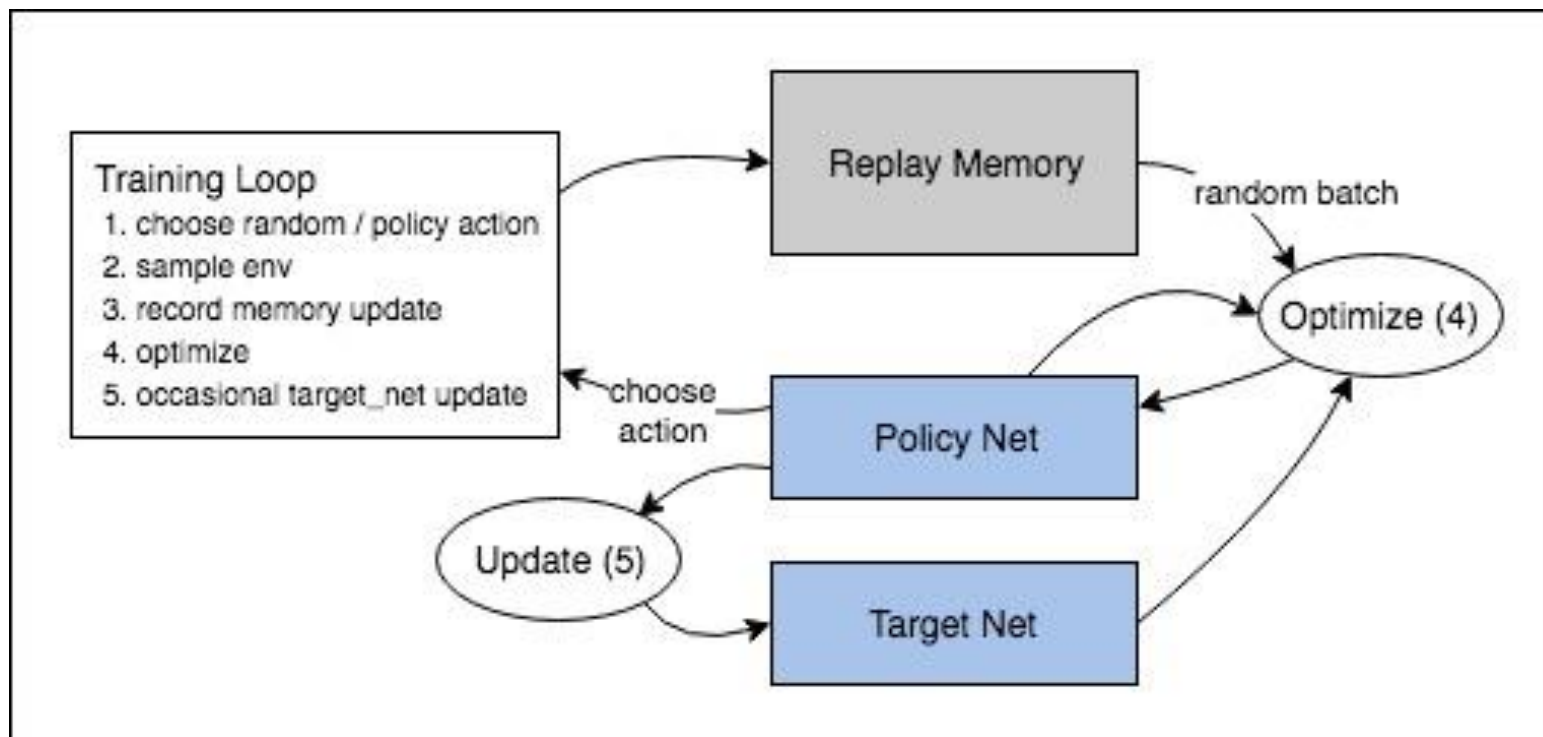 Training Loop
1. choose random / policy action
2. sample env
3. record memory update
4. optimize
5. occasional target_net update
Replay Memory
random batch
Optimize (4)
choose
action
Policy Net
Update (5)
Target Net